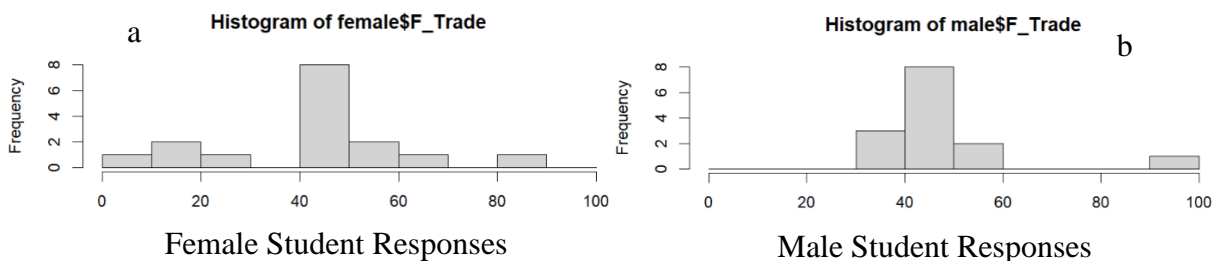 a
Histogram of female$F_Trade
Frequency
0 2 4 6 8
0 20 40 60 80 100
Female Student Responses
Histogram of male$F_Trade
b
Frequency
0 2 4 6 8
0 20 40 60 80 100
Male Student Responses